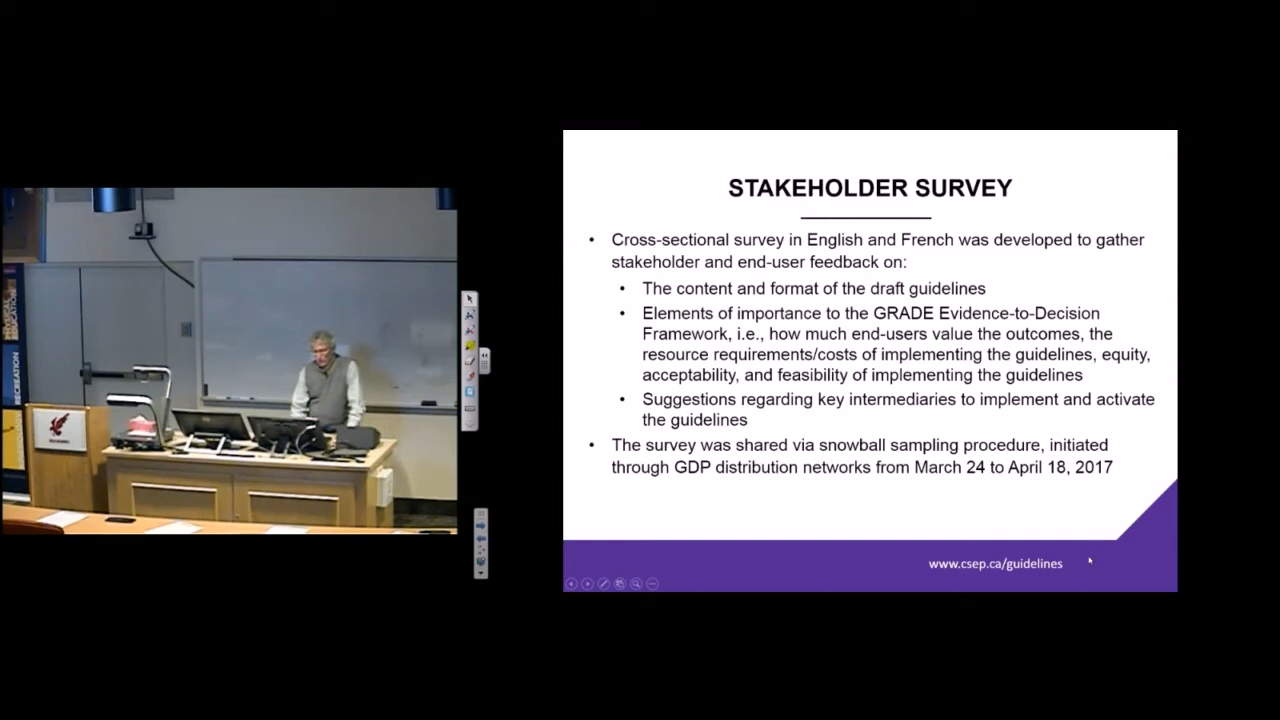 PHYSICAL
EDUCATION
RECREATION
STAKEHOLDER SURVEY
• Cross-sectional survey in English and French was developed to gather
stakeholder and end-user feedback on:
• The content and format of the draft guidelines
• Elements of importance to the GRADE Evidence-to-Decision
Framework, i.e., how much end-users value the outcomes, the
resource requirements/costs of implementing the guidelines, equity,
acceptability, and feasibility of implementing the guidelines
• Suggestions regarding key intermediaries to implement and activate
the guidelines
• The survey was shared via snowball sampling procedure, initiated
through GDP distribution networks from March 24 to April 18, 2017
www.csep.ca/guidelines